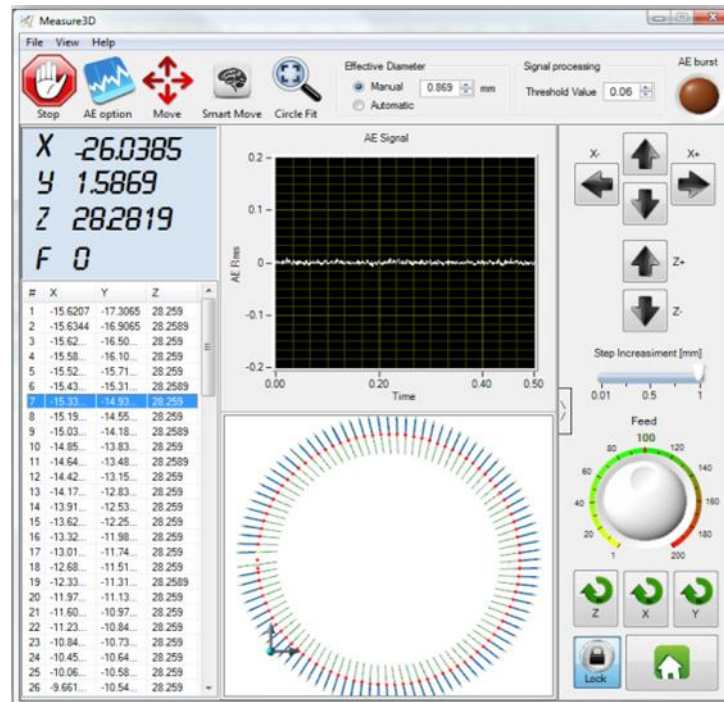 Measure3D
File View Help
Stop
AE option
Move
Smart Move
Circle Fit
Effective Diameter
Manual 0.869 mm
Automatic
Signal processing
Threshold Value 0.06
AE burst
X -26.0385
Y 1.5869
Z 28.2819
F 0
# X Y Z
1 -15.6207 -17.3065 28.259
2 -15.6344 -16.9065 28.2589
3 -15.62... -16.50... 28.259
4 -15.58... -16.10... 28.259
5 -15.52... -15.71... 28.259
6 -15.43... -15.31... 28.2589
7 -15.33... -14.93... 28.259
8 -15.19... -14.55... 28.259
9 -15.03... -14.18... 28.2589
10 -14.85... -13.83... 28.259
11 -14.64... -13.48... 28.2589
12 -14.42... -13.15... 28.259
13 -14.17... -12.83... 28.259
14 -13.91... -12.53... 28.259
15 -13.62... -12.25... 28.259
16 -13.32... -11.98... 28.259
17 -13.01... -11.74... 28.259
18 -12.68... -11.51... 28.259
19 -12.33... -11.31... 28.2589
20 -11.97... -11.13... 28.259
21 -11.60... -10.97... 28.259
22 -11.23... -10.84... 28.259
23 -10.84... -10.73... 28.259
24 -10.45... -10.64... 28.259
25 -10.06... -10.58... 28.259
26 -9.661... -10.54... 28.259
AE Signal
AE Rms
0.2
0.1
0
-0.1
-0.2
0.00 0.20 0.40 0.50
Time
X- X+
Z+
Z-
Step Increasiment [mm]
0.01 0.5 1
Feed
100
80 120
60 140
40 160
20 180
1 200
Z X Y
Lock